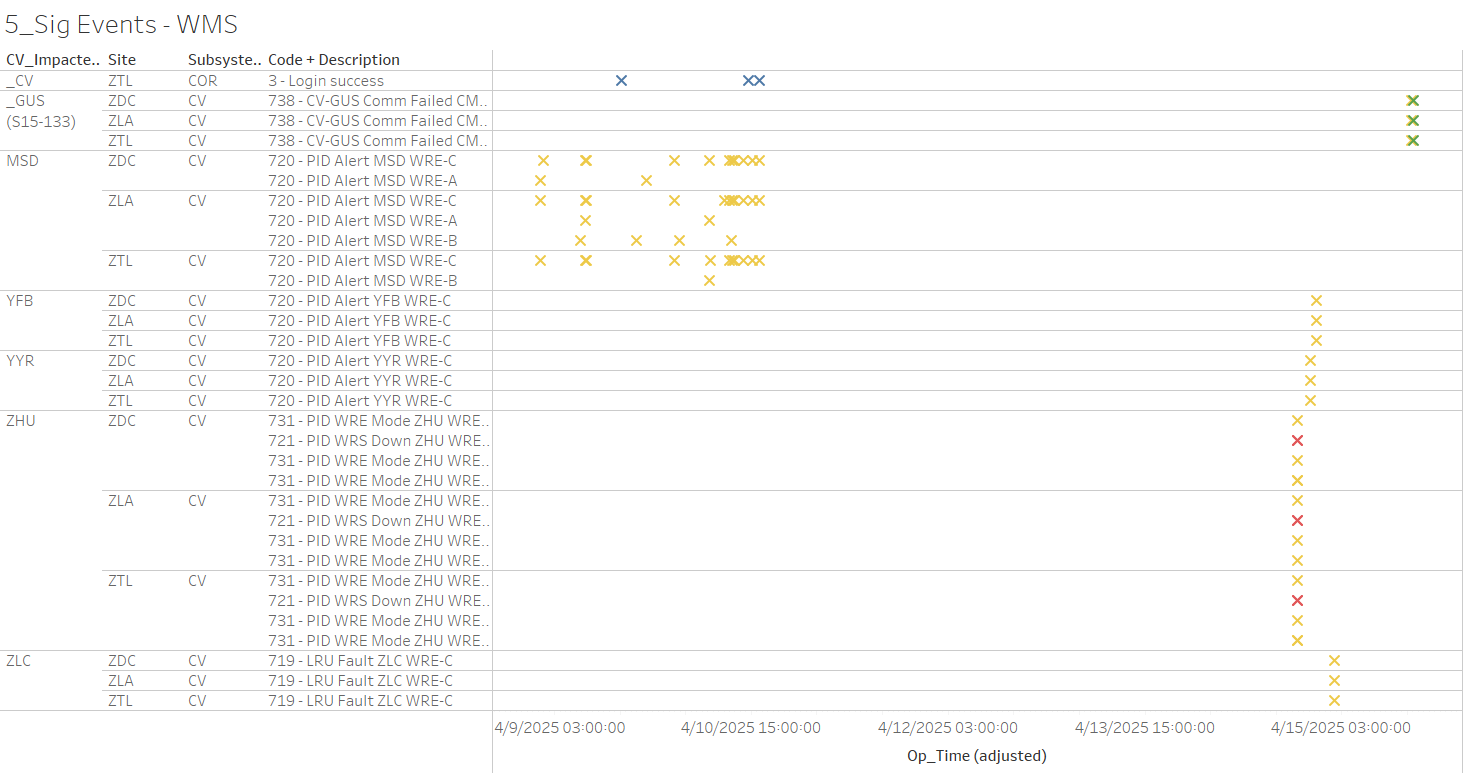 5_Sig Events - WMS
CV_Impacte.. Site Subsyste.. Code + Description
_CV ZTL COR 3 - Login success
_GUS ZDC CV 738 - CV-GUS Comm Failed CM..
(S15-133) ZLA CV 738 - CV-GUS Comm Failed CM..
ZTL CV 738 - CV-GUS Comm Failed CM..
MSD ZDC CV 720 - PID Alert MSD WRE-C
720 - PID Alert MSD WRE-A
ZLA CV 720 - PID Alert MSD WRE-C
720 - PID Alert MSD WRE-A
720 - PID Alert MSD WRE-B
ZTL CV 720 - PID Alert MSD WRE-C
720 - PID Alert MSD WRE-B
YFB ZDC CV 720 - PID Alert YFB WRE-C
ZLA CV 720 - PID Alert YFB WRE-C
ZTL CV 720 - PID Alert YFB WRE-C
YYR ZDC CV 720 - PID Alert YYR WRE-C
ZLA CV 720 - PID Alert YYR WRE-C
ZTL CV 720 - PID Alert YYR WRE-C
ZHU ZDC CV 731 - PID WRE Mode ZHU WRE..
721 - PID WRS Down ZHU WRE..
731 - PID WRE Mode ZHU WRE..
731 - PID WRE Mode ZHU WRE..
ZLA CV 731 - PID WRE Mode ZHU WRE..
721 - PID WRS Down ZHU WRE..
731 - PID WRE Mode ZHU WRE..
731 - PID WRE Mode ZHU WRE..
ZTL CV 731 - PID WRE Mode ZHU WRE..
721 - PID WRS Down ZHU WRE..
731 - PID WRE Mode ZHU WRE..
731 - PID WRE Mode ZHU WRE..
ZLC ZDC CV 719 - LRU Fault ZLC WRE-C
ZLA CV 719 - LRU Fault ZLC WRE-C
ZTL CV 719 - LRU Fault ZLC WRE-C
4/9/2025 03:00:00 4/10/2025 15:00:00 4/12/2025 03:00:00 4/13/2025 15:00:00 4/15/2025 03:00:00
Op_Time (adjusted)